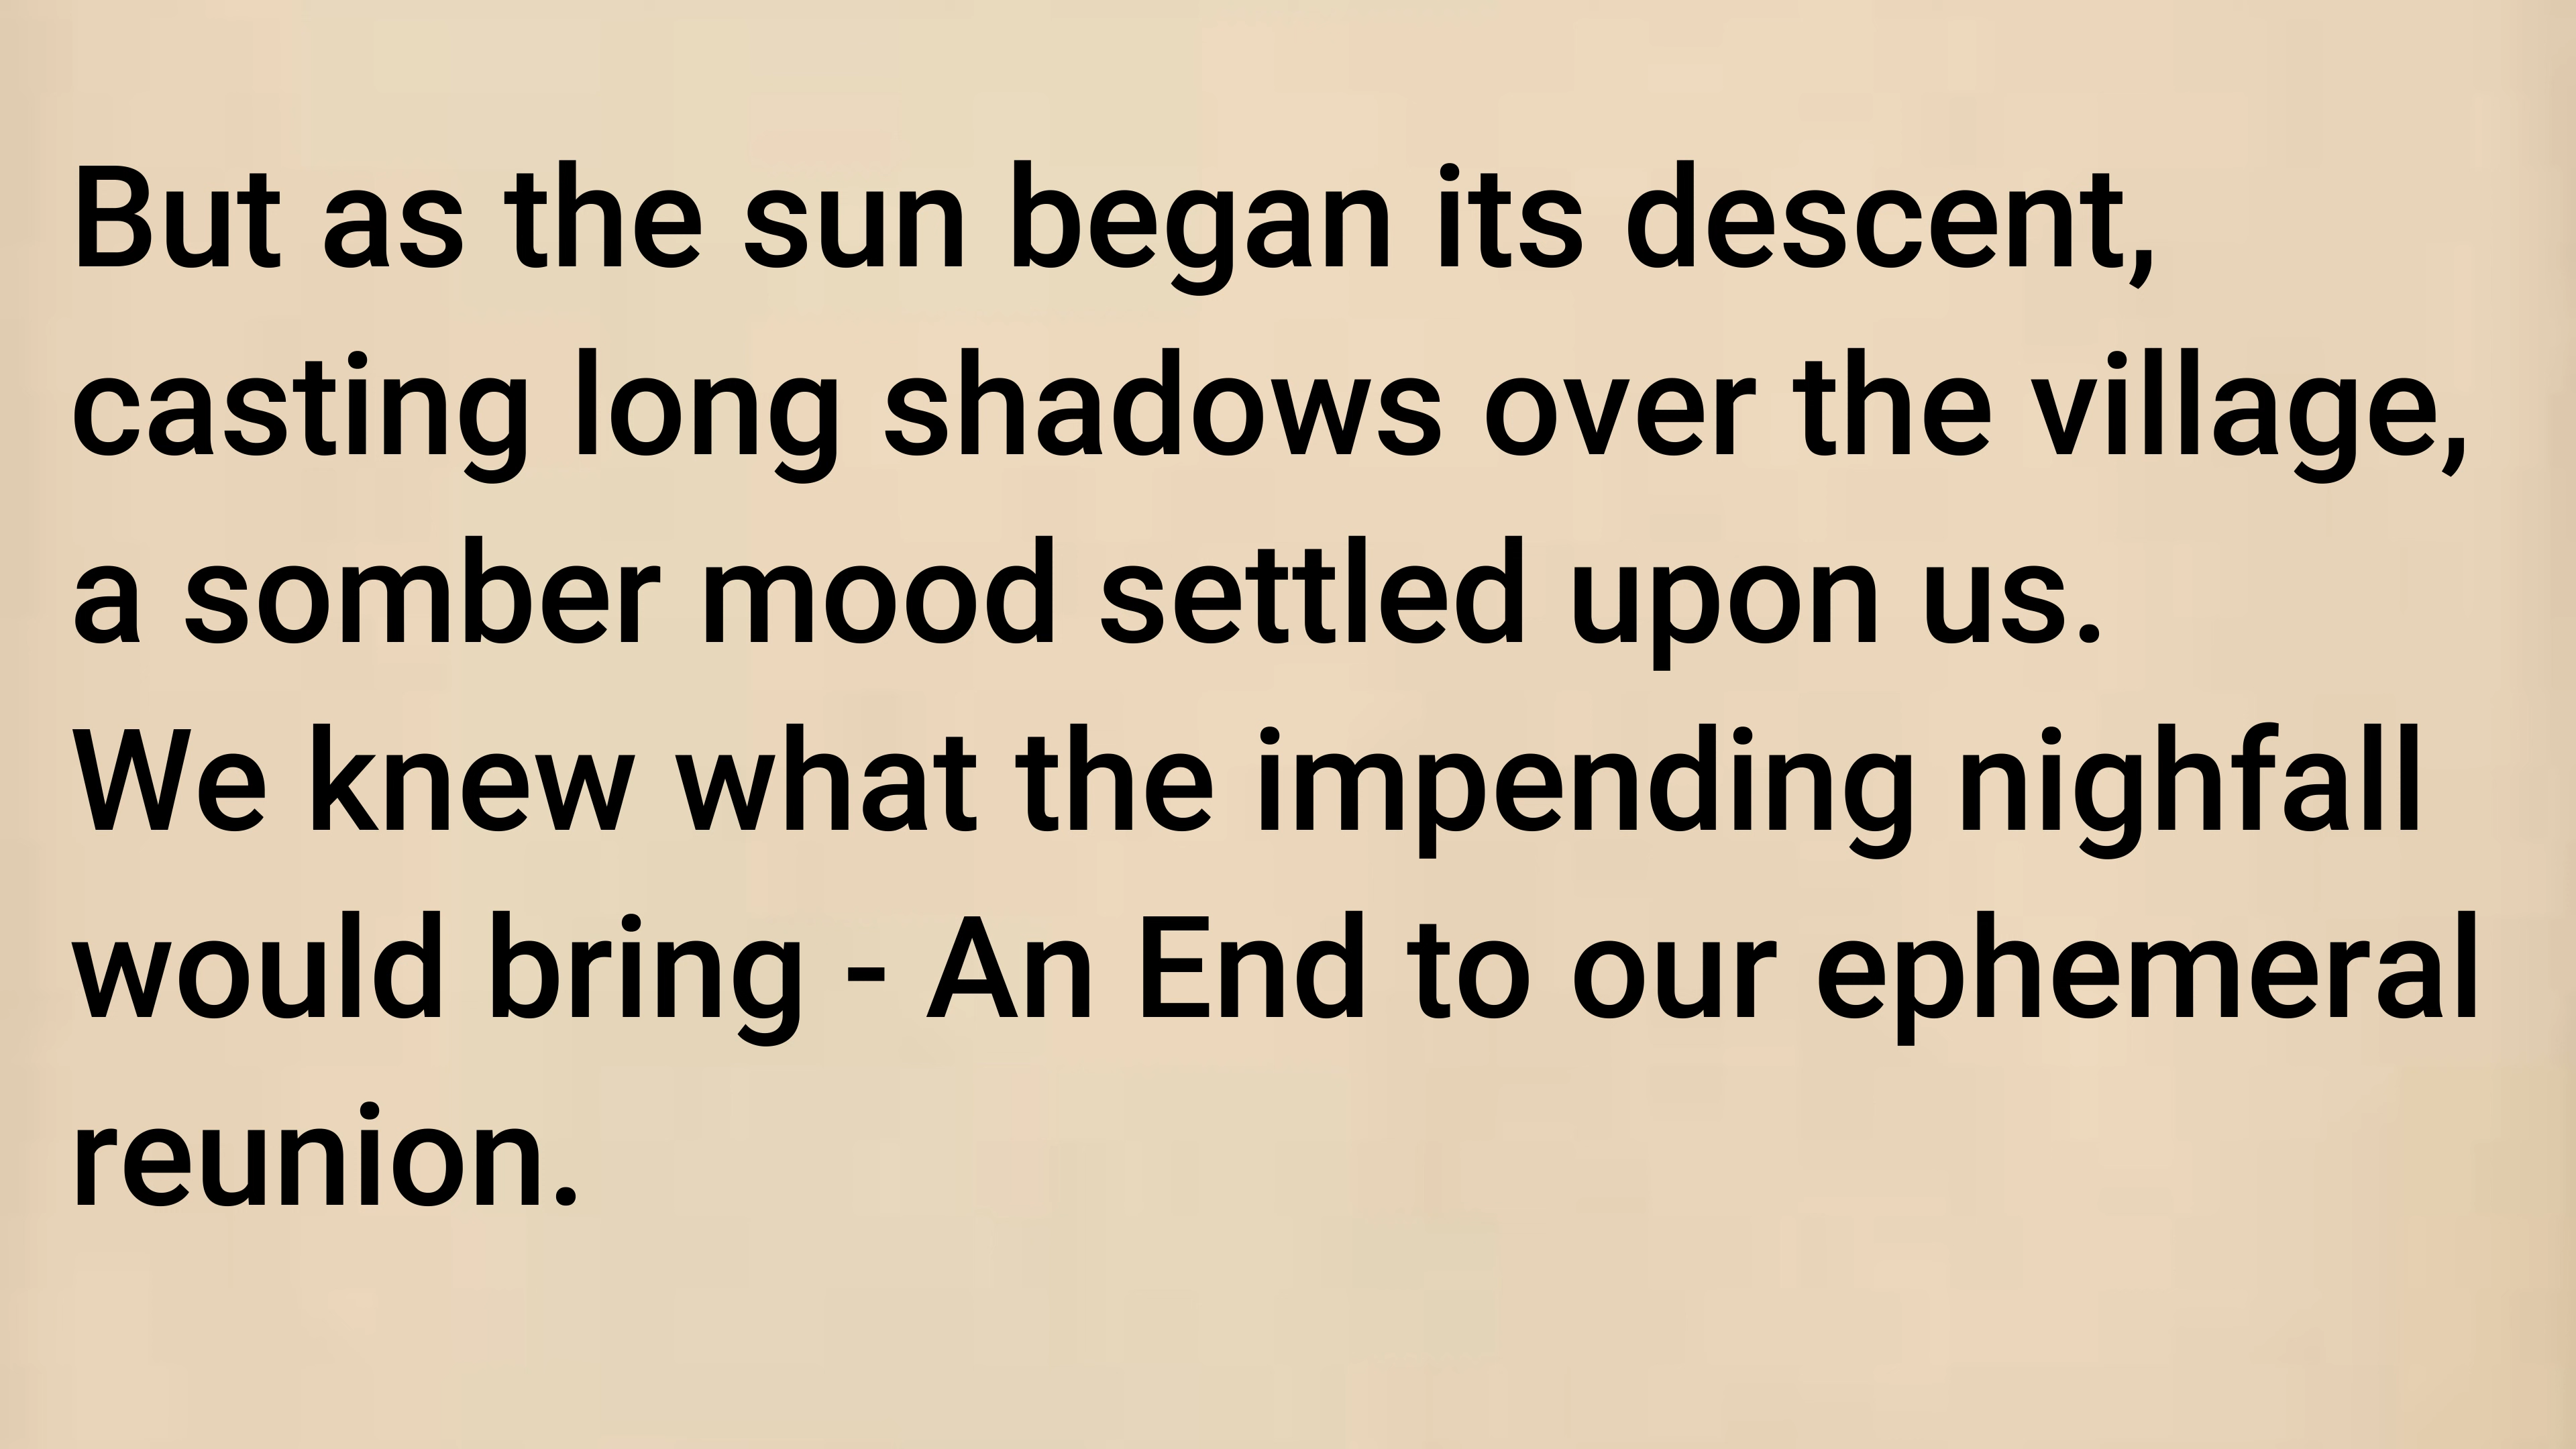 But as the sun began its descent,
casting long shadows over the village,
a somber mood settled upon us.
We knew what the impending nighfall
would bring - An End to our ephemeral
reunion.